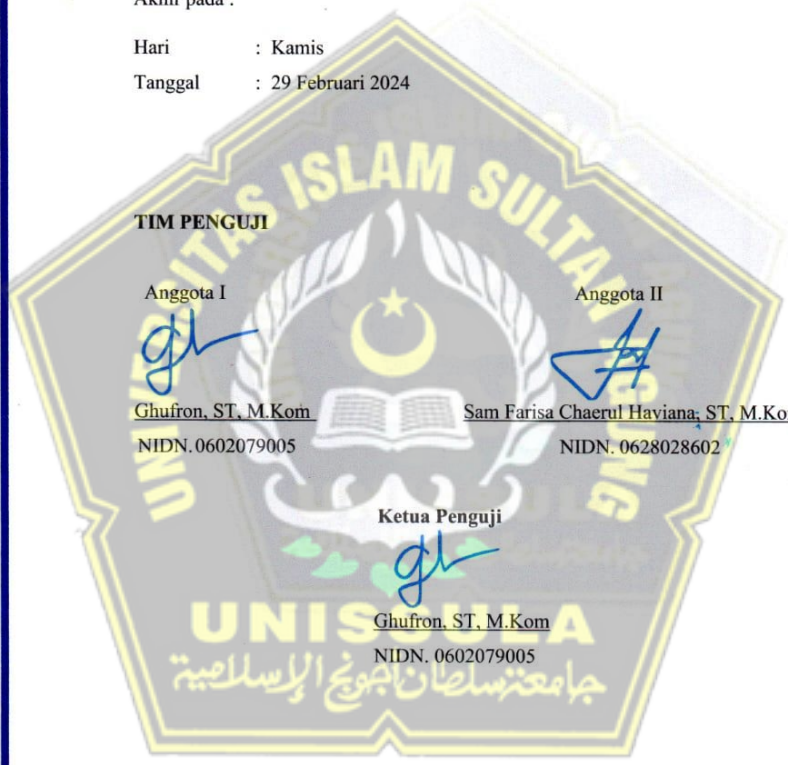 Akhir pada :
Hari : Kamis
Tanggal : 29 Februari 2024
TIM PENGUJI
Anggota I
Anggota II
Ghufron, ST, M.Kom
Sam Farisa Chaerul Haviana, ST, M.Ko
NIDN. 0602079005
NIDN. 0628028602
Ketua Penguji
Ghufron, ST, M.Kom
NIDN. 0602079005
UNIVERSITAS ISLAM SULTAN AGUNG
UNISSULA
جامعة سلطان أجونج الإسلامية